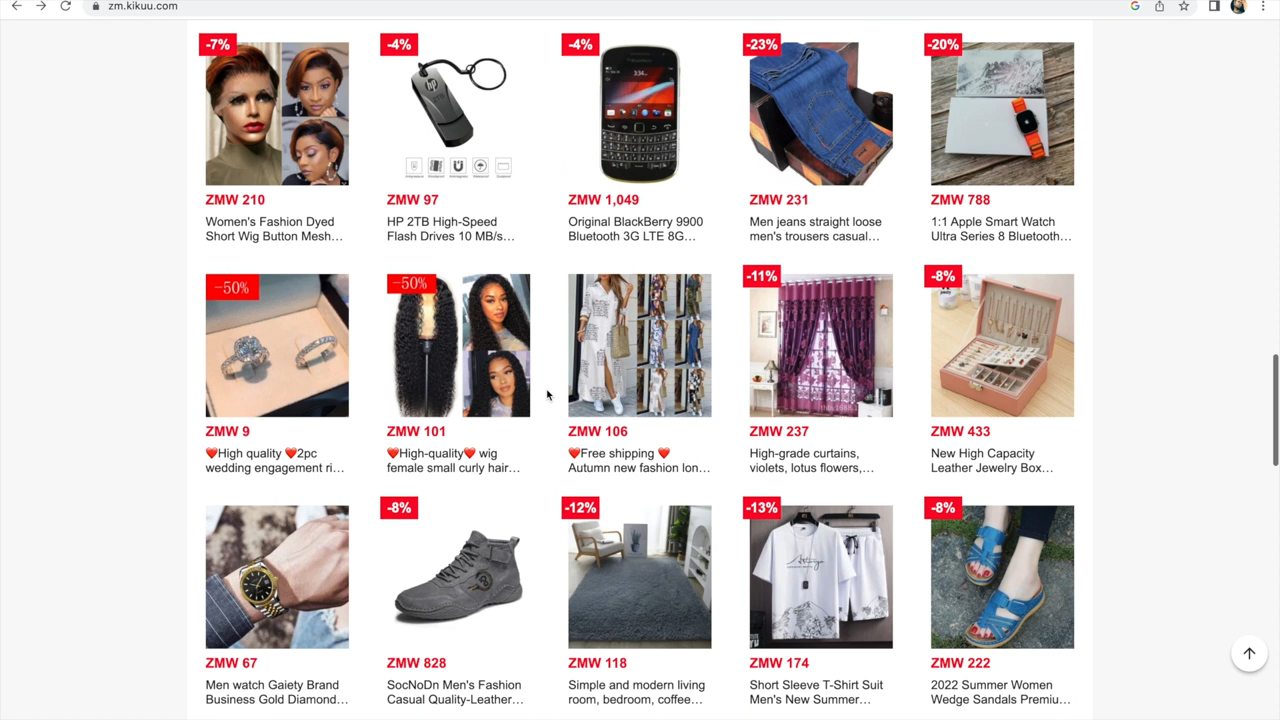 zm.kikuu.com
-7%
-4%
-4%
-23%
-20%
hp
ZMW 210
ZMW 97
ZMW 1,049
ZMW 231
ZMW 788
Women's Fashion Dyed
Short Wig Button Mesh...
HP 2TB High-Speed
Flash Drives 10 MB/s...
Original BlackBerry 9900
Bluetooth 3G LTE 8G...
Men jeans straight loose
men's trousers casual...
1:1 Apple Smart Watch
Ultra Series 8 Bluetooth...
-50%
-50%
-11%
-8%
ZMW 9
ZMW 101
ZMW 106
ZMW 237
ZMW 433
❤️High quality ❤️2pc
wedding engagement ri...
❤️High-quality❤️ wig
female small curly hair...
❤️Free shipping ❤️
Autumn new fashion lon...
High-grade curtains,
violets, lotus flowers,...
New High Capacity
Leather Jewelry Box...
-8%
-12%
-13%
-8%
ZMW 67
ZMW 828
ZMW 118
ZMW 174
ZMW 222
Men watch Gaiety Brand
Business Gold Diamond...
SocNoDn Men's Fashion
Casual Quality-Leather...
Simple and modern living
room, bedroom, coffee...
Short Sleeve T-Shirt Suit
Men's New Summer...
2022 Summer Women
Wedge Sandals Premiu...